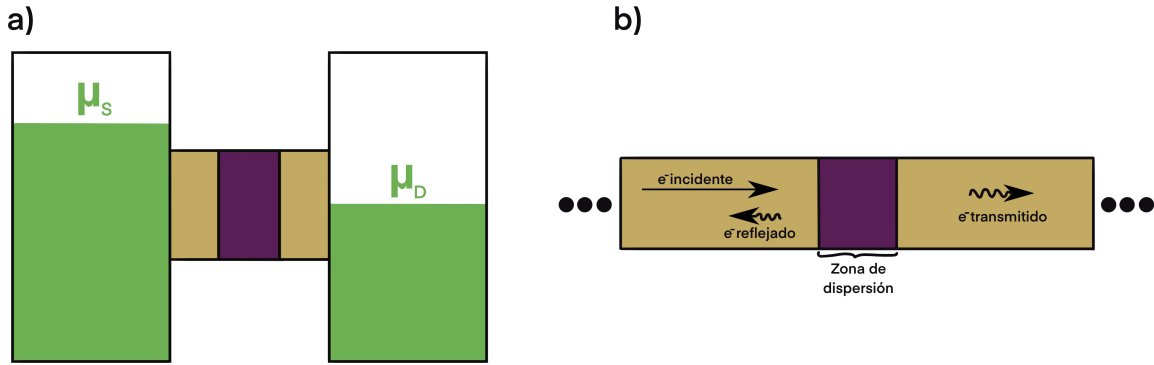 a)
μS
μD
b)
e⁻incidente
e⁻reflejado
e⁻transmitido
Zona de
dispersión